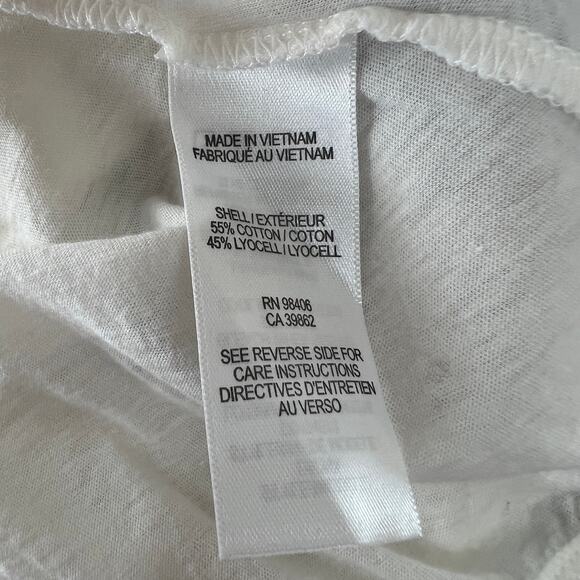 MADE IN VIETNAM
FABRIQUÉ AU VIETNAM
SHELL/EXTÉRIEUR
55% COTTON/COTON
45% LYOCELL/LYOCELL
RN 98406
CA 39862
SEE REVERSE SIDE FOR
CARE INSTRUCTIONS
DIRECTIVES D'ENTRETIEN
AU VERSO